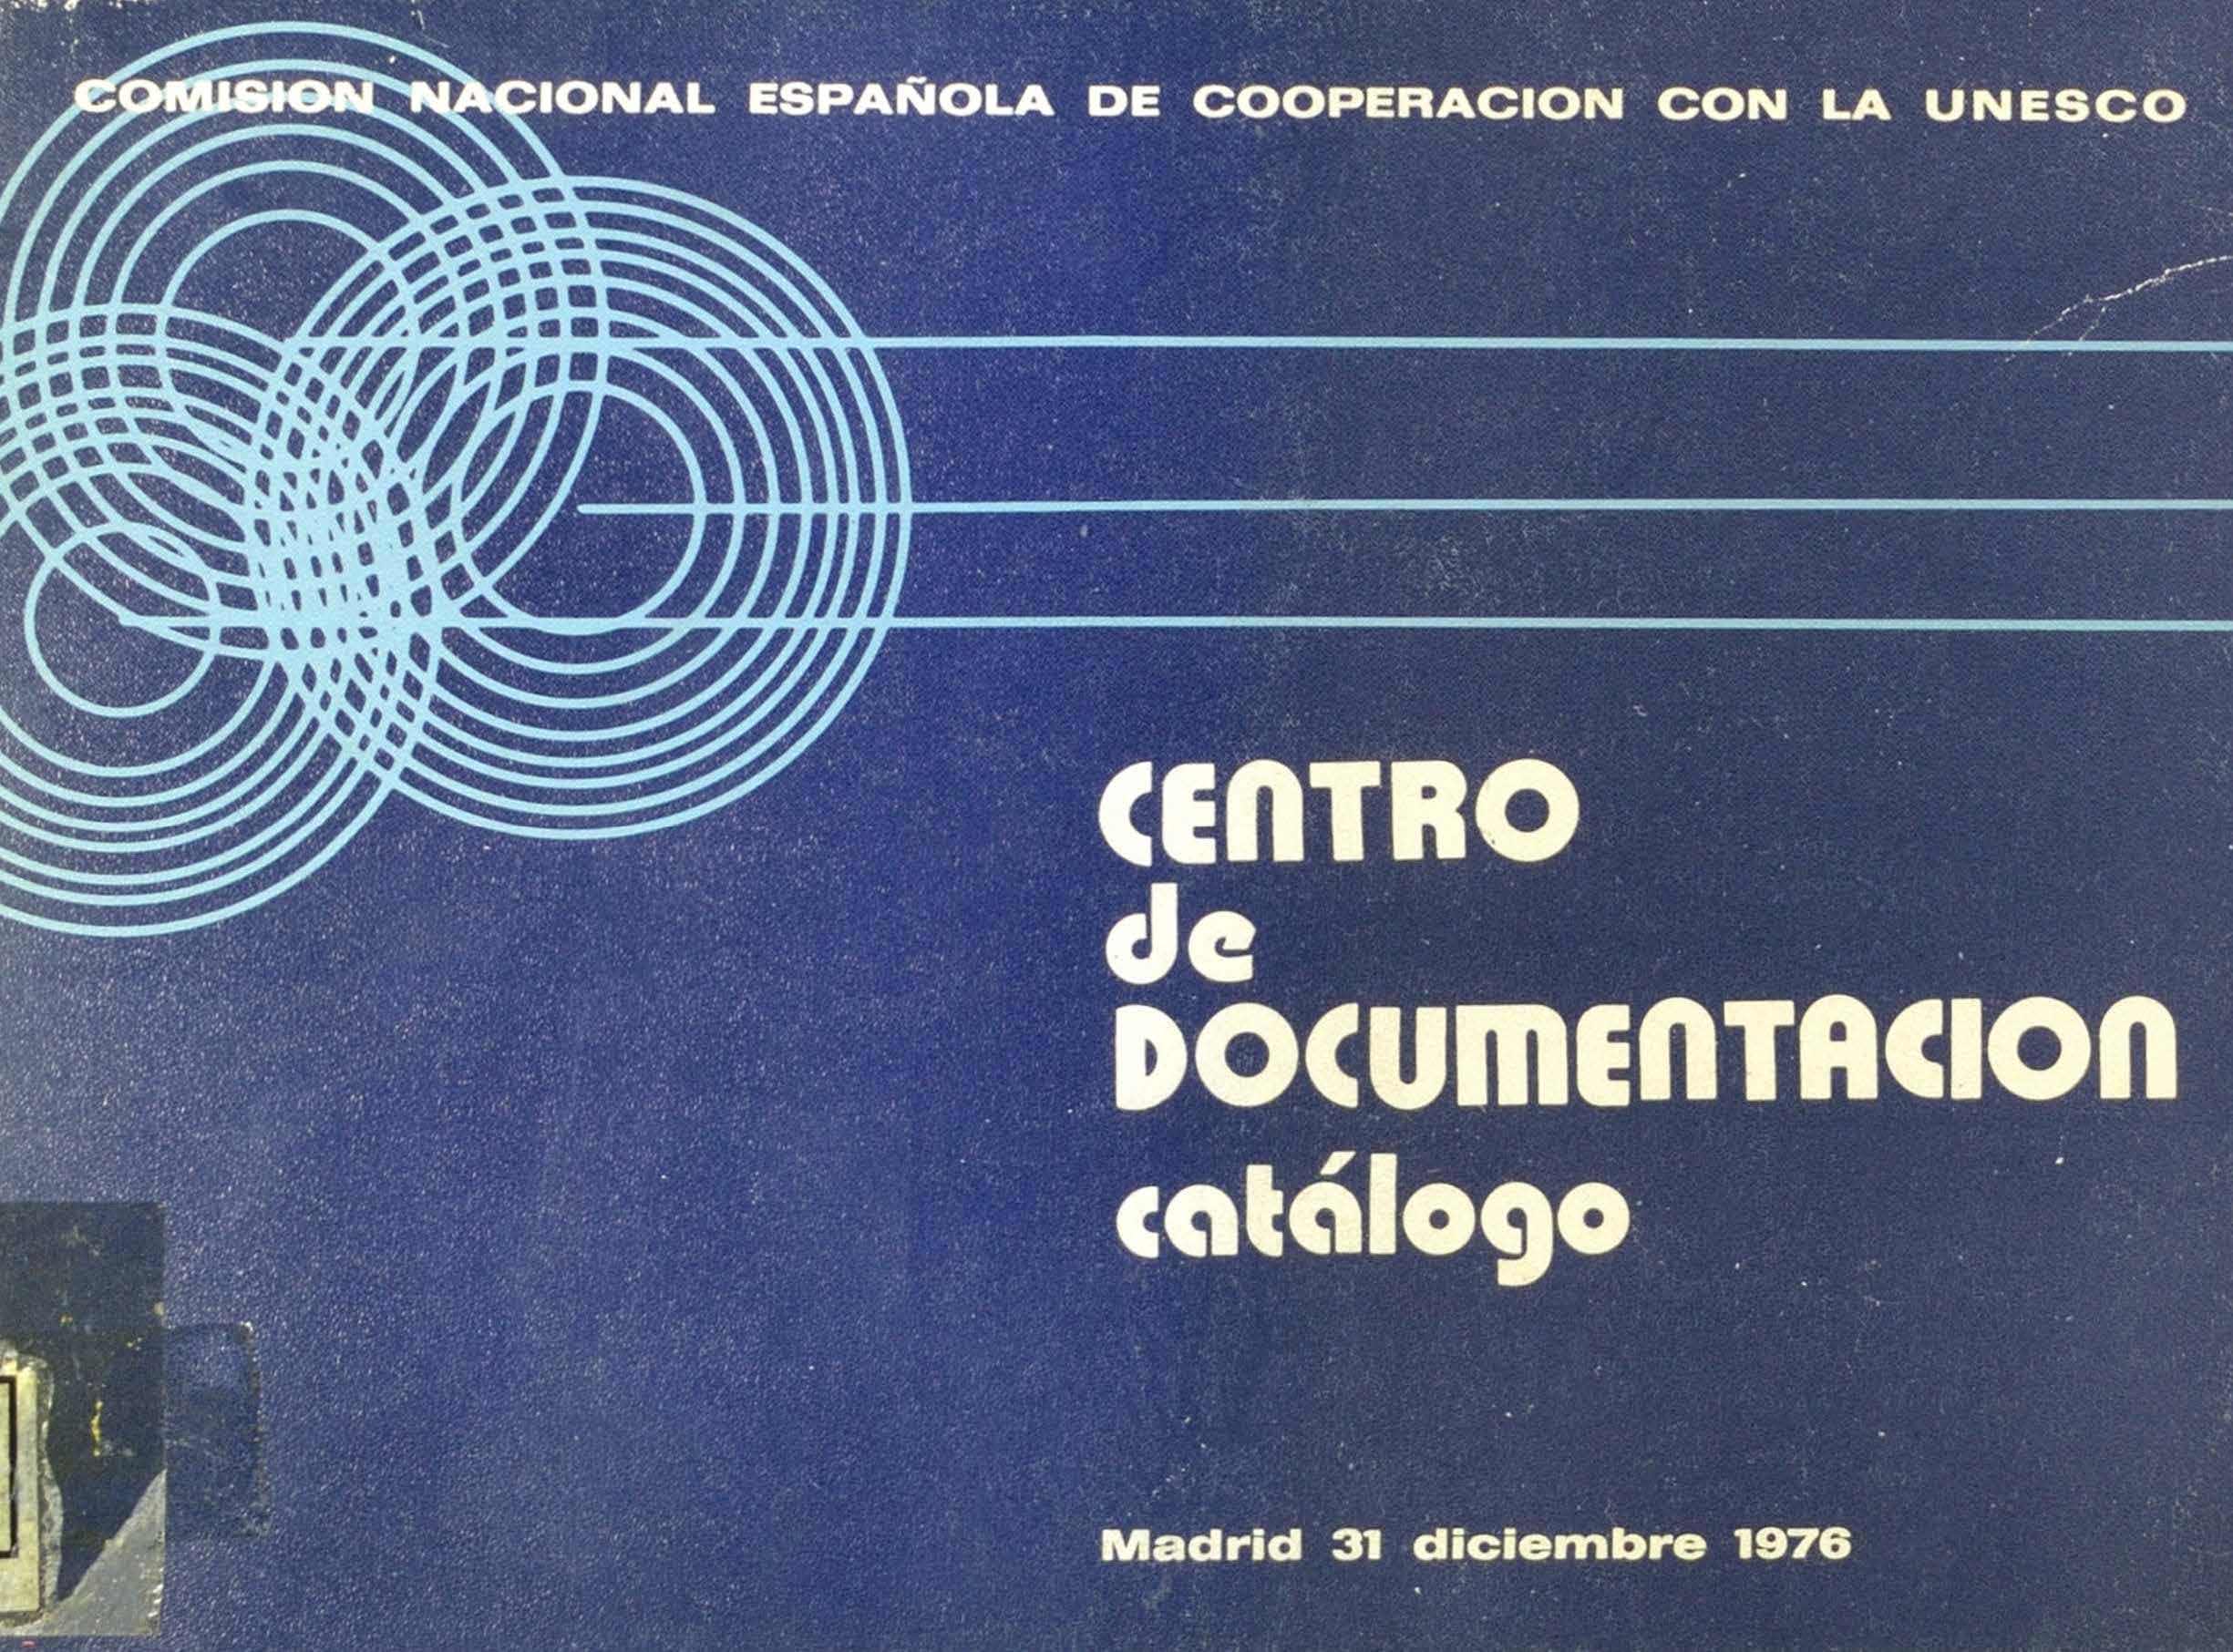 COMISION NACIONAL ESPAÑOLA DE COOPERACION CON LA UNESCO
CENTRO
de
DOCUMENTACION
catálogo
Madrid 31 diciembre 1976